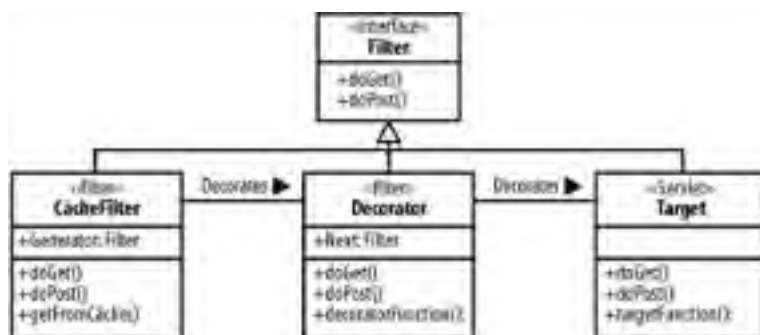 «Interface»
Filter
+doGet()
+doPost()
Decorates ▶
Decorates ▶
«Filter»
CacheFilter
+Generator: Filter
+doGet()
+doPost()
+getFromCache()
«Filter»
Decorator
+Next: Filter
+doGet()
+doPost()
+decoratorFunction()
«Servlet»
Target
+doGet()
+doPost()
+targetFunction()